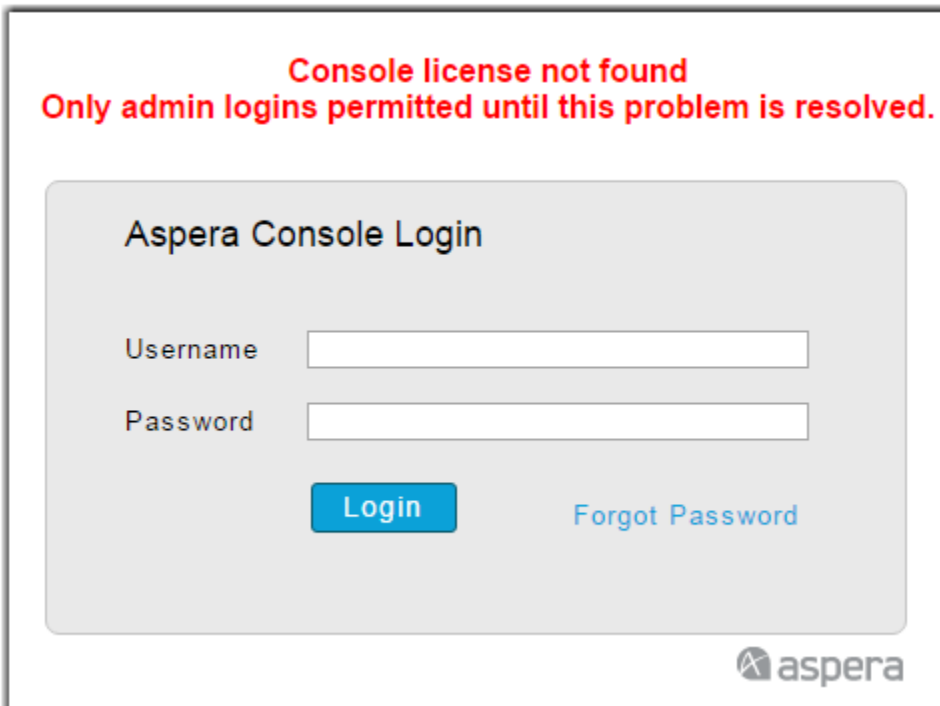 Console license not found
Only admin logins permitted until this problem is resolved.
Aspera Console Login
Username
Password
Login
Forgot Password
aspera